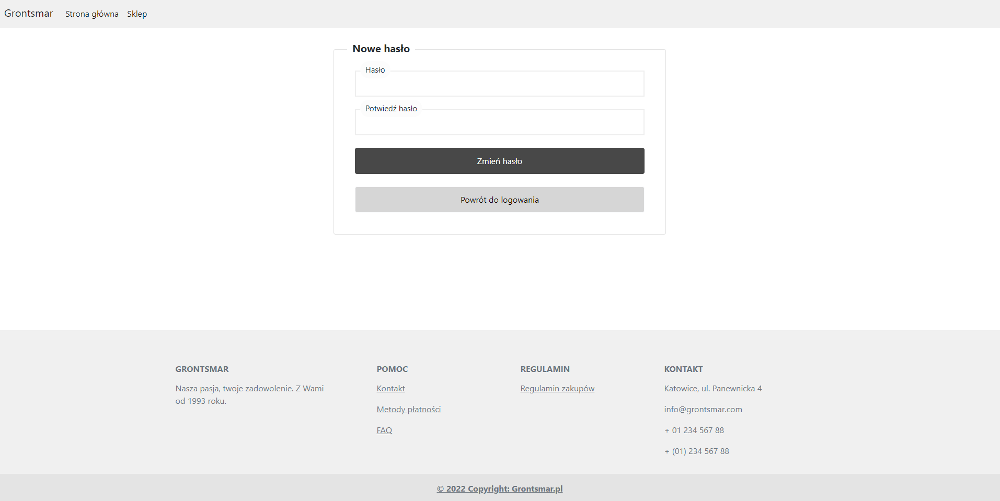 Grontsmar Strona główna Sklep
Nowe hasło
Hasło
Potwiedź hasło
Zmień hasło
Powrót do logowania
GRONTSMAR
Nasza pasja, twoje zadowolenie. Z Wami
od 1993 roku.
POMOC
Kontakt
Metody płatności
FAQ
REGULAMIN
Regulamin zakupów
KONTAKT
Katowice, ul. Panewnicka 4
info@grontsmar.com
+ 01 234 567 88
+ (01) 234 567 88
© 2022 Copyright: Grontsmar.pl